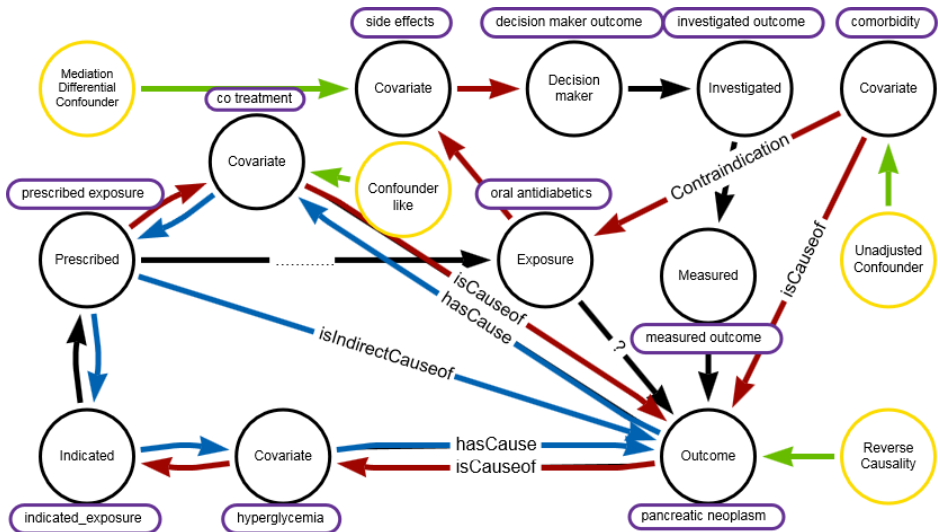 side effects
decision maker outcome
investigated outcome
comorbidity
Mediation
Differential
Confounder
co treatment
Covariate
Decision
maker
Investigated
Covariate
Covariate
Contraindication
prescribed exposure
Confounder
like
oral antidiabetics
Prescribed
..............
Exposure
isCauseof
hasCause
Measured
isCauseof
Unadjusted
Confounder
isIndirectCauseof
?
measured outcome
Indicated
Covariate
hasCause
isCauseof
Outcome
Reverse
Causality
indicated_exposure
hyperglycemia
pancreatic neoplasm